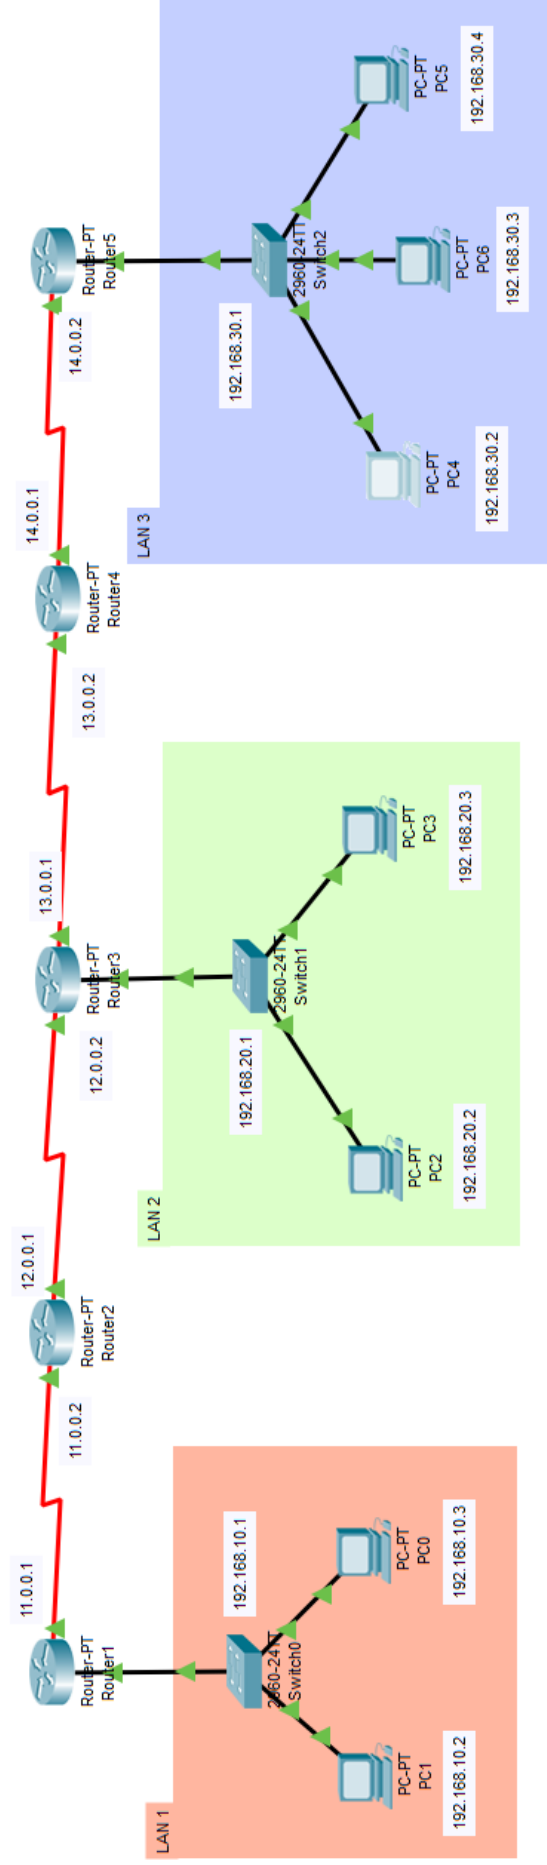 11.0.0.1
11.0.0.2
12.0.0.1
12.0.0.2
13.0.0.1
13.0.0.2
14.0.0.1
14.0.0.2
Router-PT
Router1
Router-PT
Router2
Router-PT
Router3
Router-PT
Router4
Router-PT
Router5
LAN 1
192.168.10.1
2960-24TT
Switch0
PC-PT
PC1
192.168.10.2
PC-PT
PC0
192.168.10.3
LAN 2
192.168.20.1
2960-24TT
Switch1
PC-PT
PC2
192.168.20.2
PC-PT
PC3
192.168.20.3
LAN 3
192.168.30.1
2960-24TT
Switch2
PC-PT
PC4
192.168.30.2
PC-PT
PC6
192.168.30.3
PC-PT
PC5
192.168.30.4